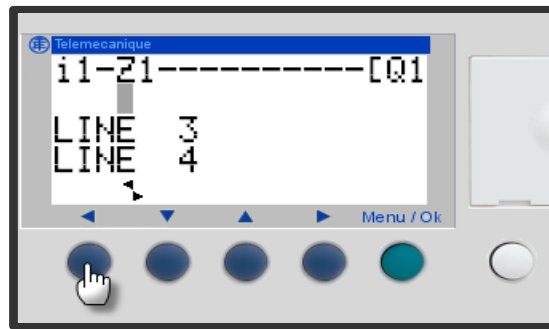 Telemecanique
i1-Z1------------[Q1
LINE 3
LINE 4
Menu / Ok